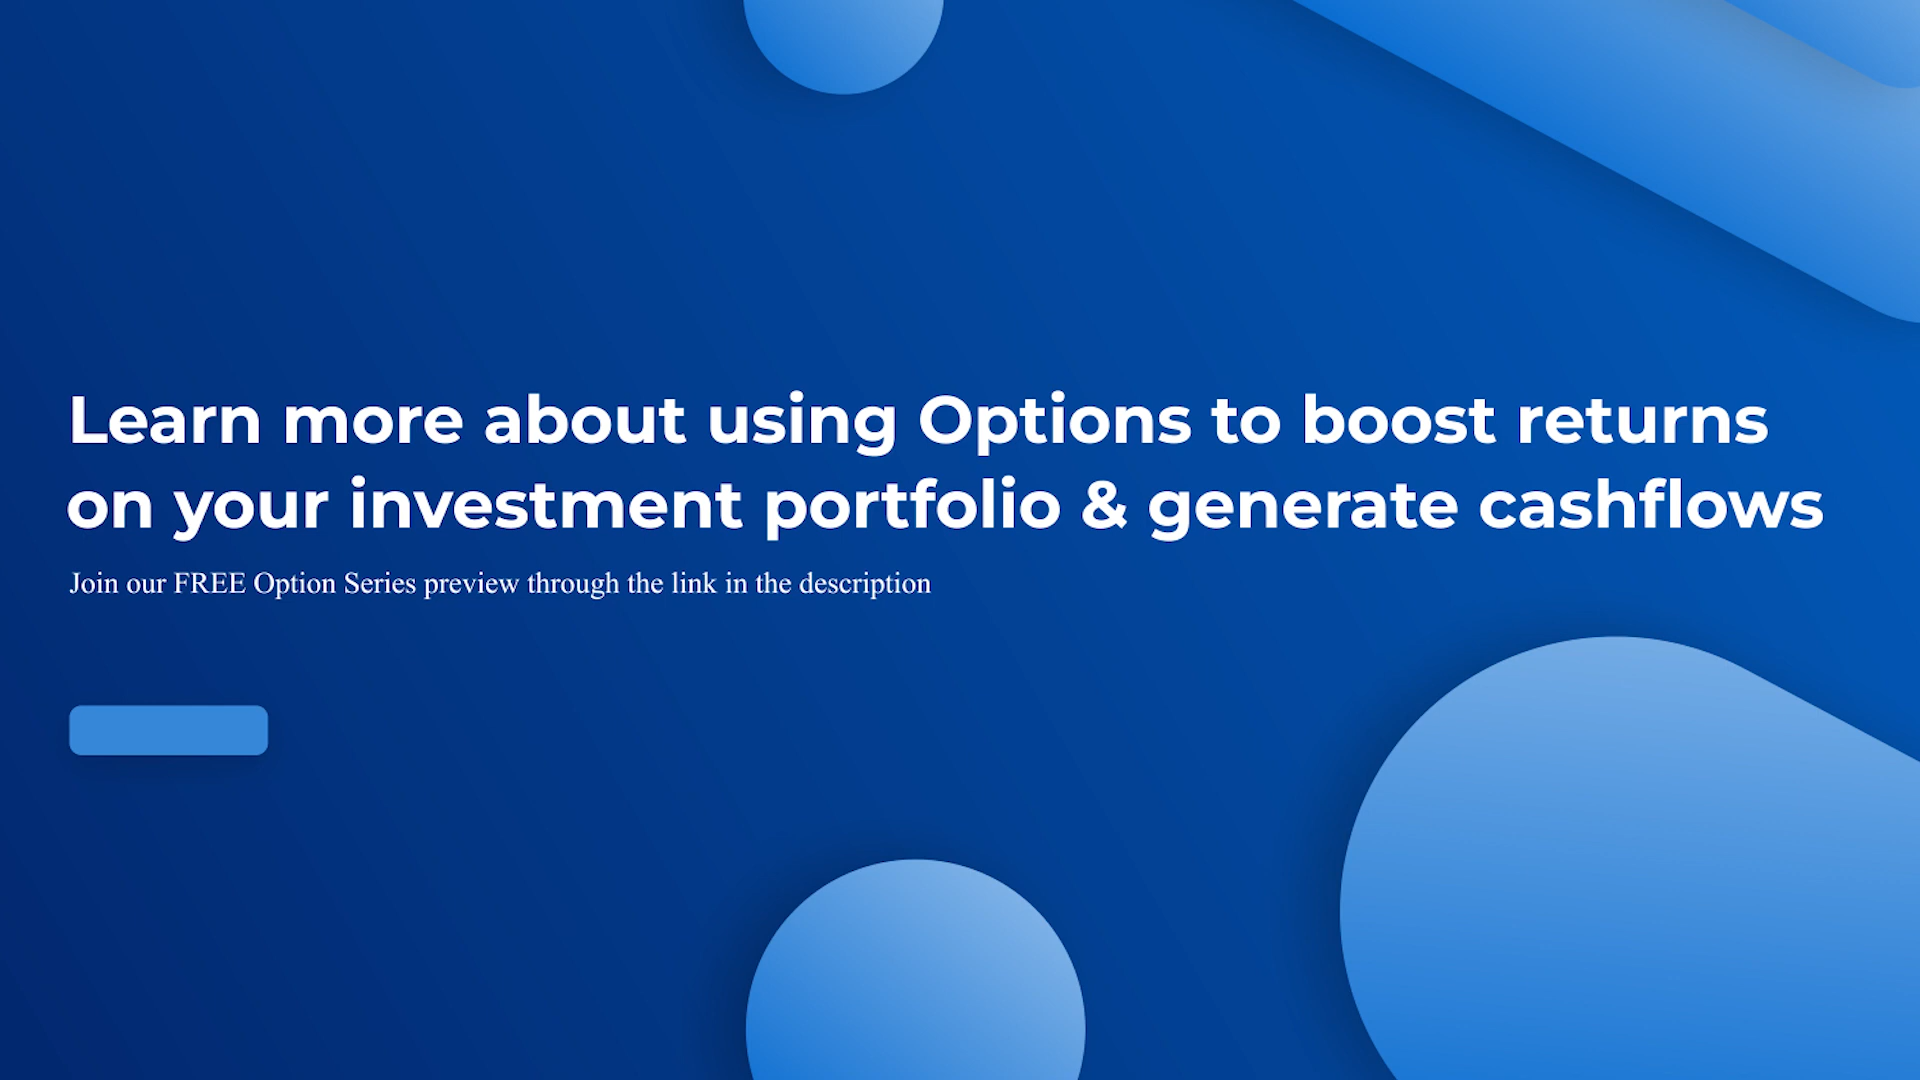 Learn more about using Options to boost returns
on your investment portfolio & generate cashflows
Join our FREE Option Series preview through the link in the description